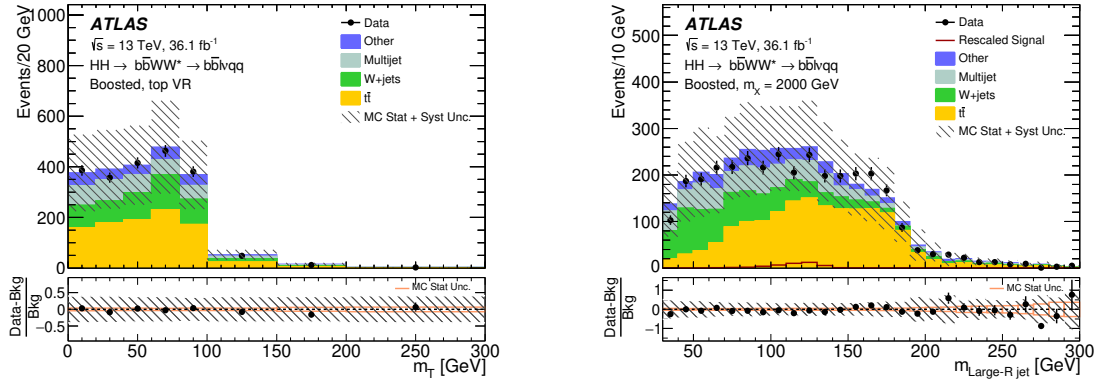 1000
800
600
400
200
0
Events/20 GeV
ATLAS
√s = 13 TeV, 36.1 fb⁻¹
HH → bb̅WW* → bb̅lνqq
Boosted, top VR
Data
Other
Multijet
W+jets
tt̅
MC Stat + Syst Unc.
0.5
0.0
−0.5
Data-Bkg
Bkg
MC Stat Unc.
0 50 100 150 200 250 300
m_T [GeV]
500
400
300
200
100
0
Events/10 GeV
ATLAS
√s = 13 TeV, 36.1 fb⁻¹
HH → bb̅WW* → bb̅lνqq
Boosted, m_X = 2000 GeV
Data
Rescaled Signal
Other
Multijet
W+jets
tt̅
MC Stat + Syst Unc.
1
0
−1
Data-Bkg
Bkg
MC Stat Unc.
50 100 150 200 250 300
m_Large-R jet [GeV]